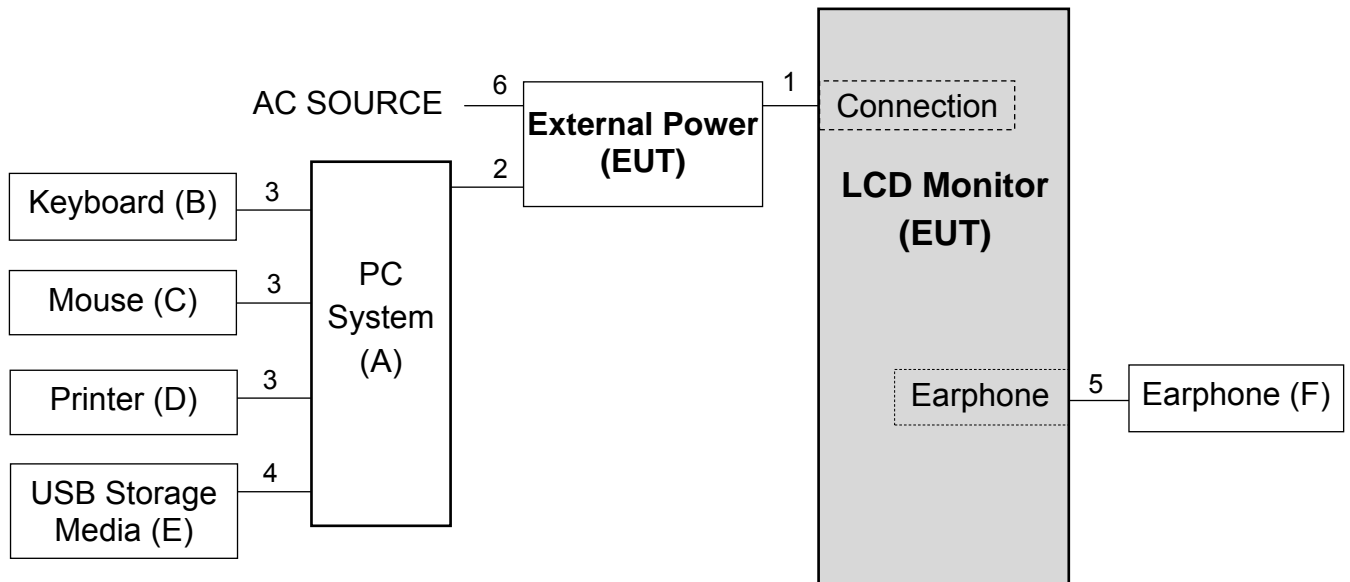 AC SOURCE
6
External Power
(EUT)
1
Connection
2
LCD Monitor
(EUT)
Keyboard (B)
3
Mouse (C)
3
PC
System
(A)
Printer (D)
3
Earphone
5
Earphone (F)
USB Storage
Media (E)
4